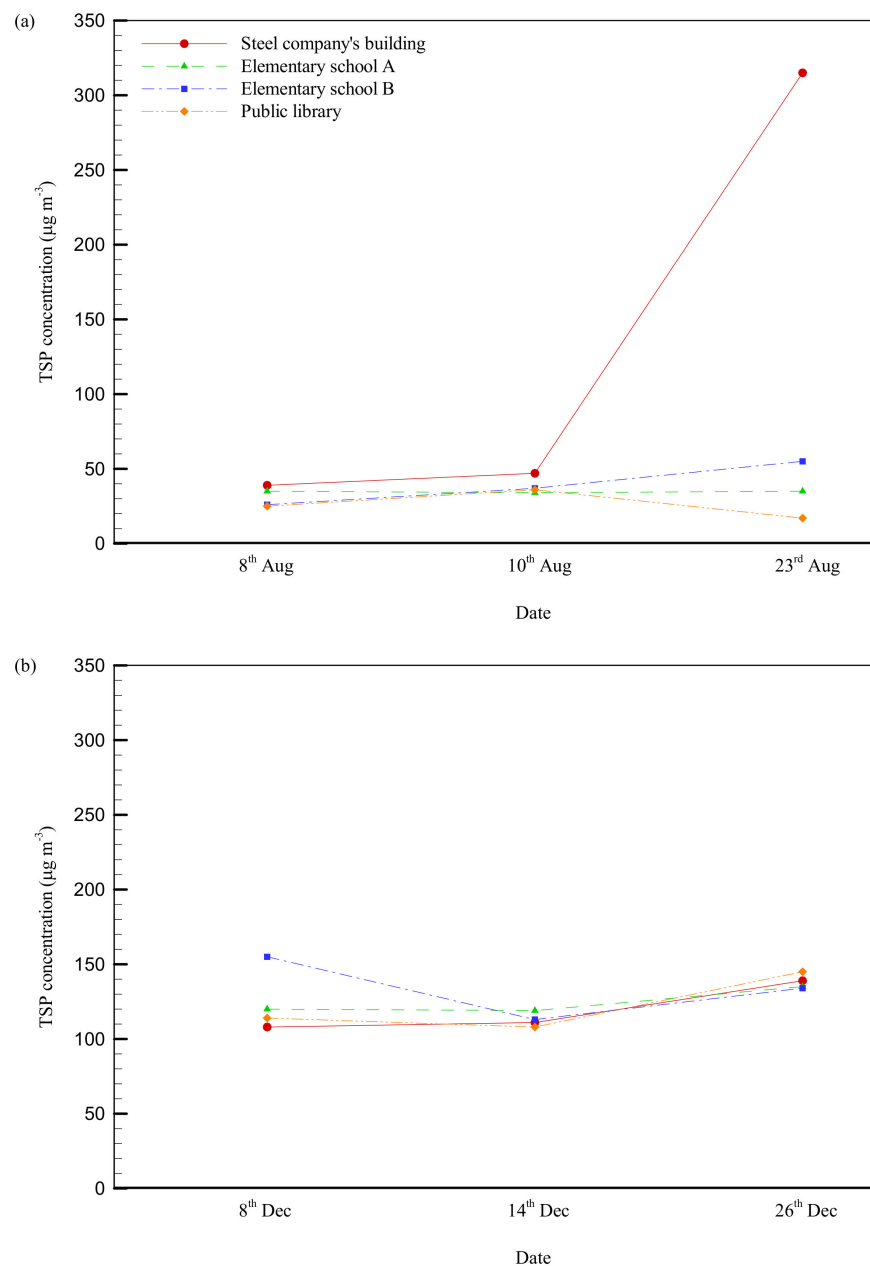 (a)
350
300
250
200
150
100
50
0
TSP concentration (µg m⁻³)
Steel company's building
Elementary school A
Elementary school B
Public library
8ᵗʰ Aug 10ᵗʰ Aug 23ʳᵈ Aug
Date
(b)
350
300
250
200
150
100
50
0
TSP concentration (µg m⁻³)
8ᵗʰ Dec 14ᵗʰ Dec 26ᵗʰ Dec
Date